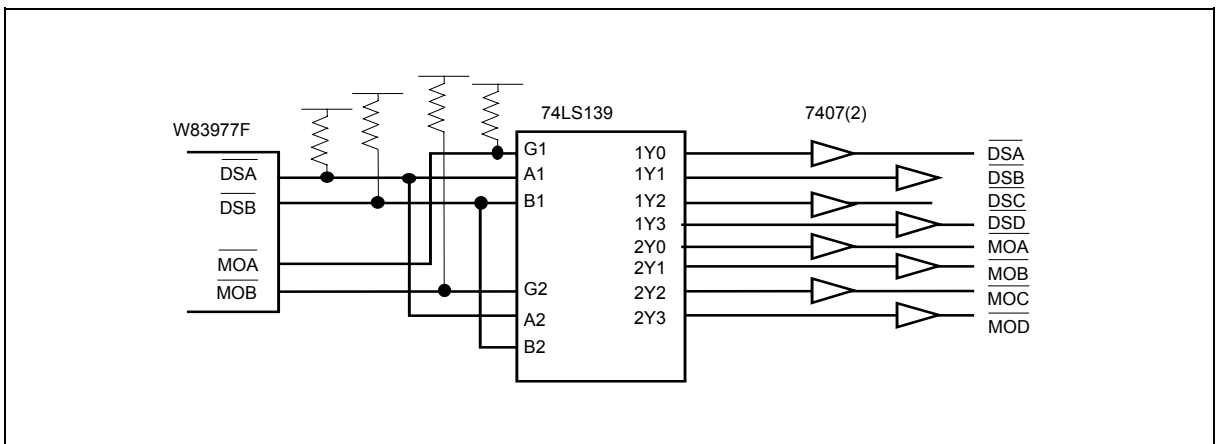 W83977F
74LS139
7407(2)
DSA
DSB
MOA
MOB
G1
A1
B1
G2
A2
B2
1Y0
1Y1
1Y2
1Y3
2Y0
2Y1
2Y2
2Y3
DSA
DSB
DSC
DSD
MOA
MOB
MOC
MOD